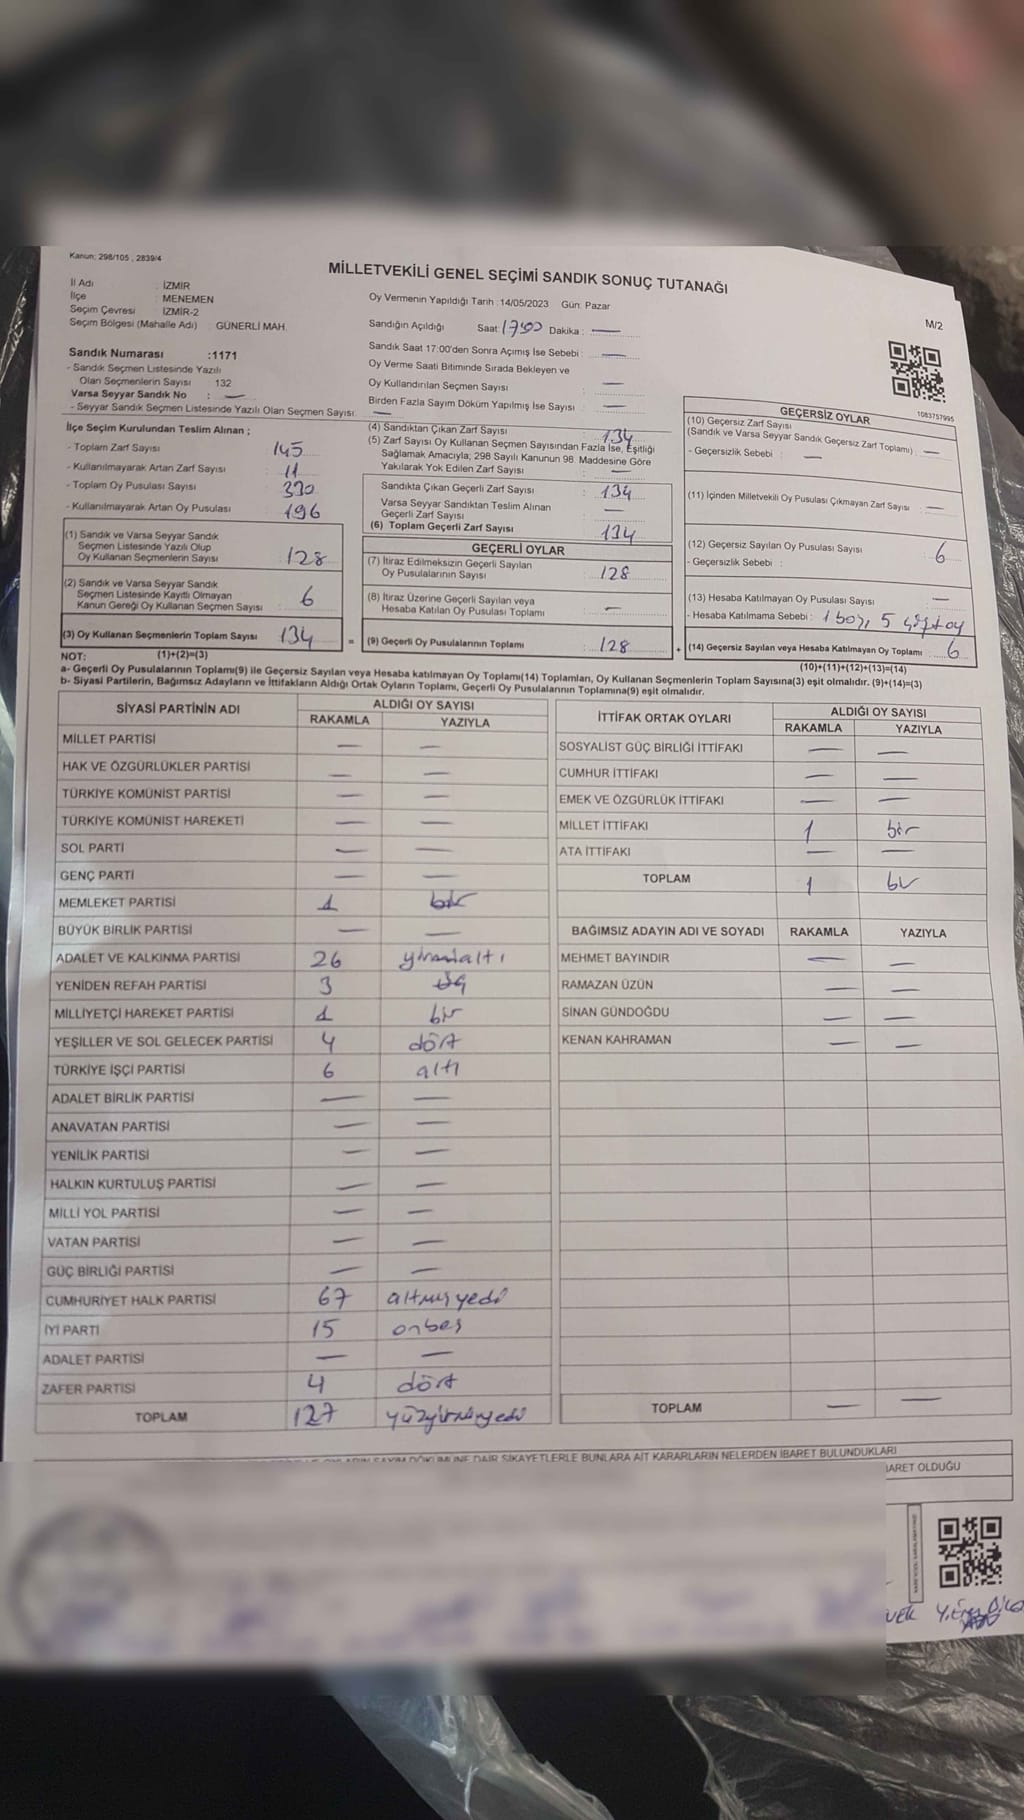 Kanun: 298/105 , 2839/4
MİLLETVEKİLİ GENEL SEÇİMİ SANDIK SONUÇ TUTANAĞI
M/2
İl Adı : İZMİR
İlçe : MENEMEN
Seçim Çevresi : İZMİR-2
Seçim Bölgesi (Mahalle Adı) : GÜNERLİ MAH.
Oy Vermenin Yapıldığı Tarih : 14/05/2023 Gün: Pazar
Sandığın Açıldığı Saat: 1700 Dakika : —
Sandık Saat 17:00'den Sonra Açımış İse Sebebi : —
Oy Verme Saati Bitiminde Sırada Bekleyen ve
Oy Kullandırılan Seçmen Sayısı : —
Birden Fazla Sayım Döküm Yapılmış İse Sayısı : —
1083757995
Sandık Numarası :1171
- Sandık Seçmen Listesinde Yazılı
Olan Seçmenlerin Sayısı : 132
Varsa Seyyar Sandık No : —
- Seyyar Sandık Seçmen Listesinde Yazılı Olan Seçmen Sayısı: —
İlçe Seçim Kurulundan Teslim Alınan ;
- Toplam Zarf Sayısı : 145
- Kullanılmayarak Artan Zarf Sayısı : 11
- Toplam Oy Pusulası Sayısı : 330
- Kullanılmayarak Artan Oy Pusulası : 196
(1) Sandık ve Varsa Seyyar Sandık
Seçmen Listesinde Yazılı Olup
Oy Kullanan Seçmenlerin Sayısı : 128
(2) Sandık ve Varsa Seyyar Sandık
Seçmen Listesinde Kayıtlı Olmayan
Kanun Gereği Oy Kullanan Seçmen Sayısı : 6
(3) Oy Kullanan Seçmenlerin Toplam Sayısı : 134
(1)+(2)=(3)
(4) Sandıktan Çıkan Zarf Sayısı : 134
(5) Zarf Sayısı Oy Kullanan Seçmen Sayısından Fazla İse, Eşitliği
Sağlamak Amacıyla; 298 Sayılı Kanunun 98. Maddesine Göre
Yakılarak Yok Edilen Zarf Sayısı : —
Sandıkta Çıkan Geçerli Zarf Sayısı : 134
Varsa Seyyar Sandıktan Teslim Alınan
Geçerli Zarf Sayısı : —
(6) Toplam Geçerli Zarf Sayısı : 134
GEÇERLİ OYLAR
(7) İtiraz Edilmeksizin Geçerli Sayılan
Oy Pusulalarının Sayısı : 128
(8) İtiraz Üzerine Geçerli Sayılan veya
Hesaba Katılan Oy Pusulası Toplamı : —
= (9) Geçerli Oy Pusulalarının Toplamı : 128
GEÇERSİZ OYLAR
(10) Geçersiz Zarf Sayısı
(Sandık ve Varsa Seyyar Sandık Geçersiz Zarf Toplamı) : —
- Geçersizlik Sebebi : —
(11) İçinden Milletvekili Oy Pusulası Çıkmayan Zarf Sayısı : —
(12) Geçersiz Sayılan Oy Pusulası Sayısı : 6
- Geçersizlik Sebebi :
(13) Hesaba Katılmayan Oy Pusulası Sayısı : —
- Hesaba Katılmama Sebebi : 1 boş, 5 çift oy
+ (14) Geçersiz Sayılan veya Hesaba Katılmayan Oy Toplamı : 6
(10)+(11)+(12)+(13)=(14)
NOT:
a- Geçerli Oy Pusulalarının Toplamı(9) ile Geçersiz Sayılan veya Hesaba katılmayan Oy Toplamı(14) Toplamları, Oy Kullanan Seçmenlerin Toplam Sayısına(3) eşit olmalıdır. (9)+(14)=(3)
b- Siyasi Partilerin, Bağımsız Adayların ve İttifakların Aldığı Ortak Oyların Toplamı, Geçerli Oy Pusulalarının Toplamına(9) eşit olmalıdır.
SİYASİ PARTİNİN ADI ALDIĞI OY SAYISI
RAKAMLA YAZIYLA
MİLLET PARTİSİ — —
HAK VE ÖZGÜRLÜKLER PARTİSİ — —
TÜRKİYE KOMÜNİST PARTİSİ — —
TÜRKİYE KOMÜNİST HAREKETİ — —
SOL PARTİ — —
GENÇ PARTİ — —
MEMLEKET PARTİSİ 1 bir
BÜYÜK BİRLİK PARTİSİ — —
ADALET VE KALKINMA PARTİSİ 26 yirmialtı
YENİDEN REFAH PARTİSİ 3 üç
MİLLİYETÇİ HAREKET PARTİSİ 1 bir
YEŞİLLER VE SOL GELECEK PARTİSİ 4 dört
TÜRKİYE İŞÇİ PARTİSİ 6 altı
ADALET BİRLİK PARTİSİ — —
ANAVATAN PARTİSİ — —
YENİLİK PARTİSİ — —
HALKIN KURTULUŞ PARTİSİ — —
MİLLİ YOL PARTİSİ — —
VATAN PARTİSİ — —
GÜÇ BİRLİĞİ PARTİSİ — —
CUMHURİYET HALK PARTİSİ 67 altmışyedi
İYİ PARTİ 15 onbeş
ADALET PARTİSİ — —
ZAFER PARTİSİ 4 dört
TOPLAM 127 yüzyirmiyedi
İTTİFAK ORTAK OYLARI ALDIĞI OY SAYISI
RAKAMLA YAZIYLA
SOSYALİST GÜÇ BİRLİĞİ İTTİFAKI — —
CUMHUR İTTİFAKI — —
EMEK VE ÖZGÜRLÜK İTTİFAKI — —
MİLLET İTTİFAKI 1 bir
ATA İTTİFAKI — —
TOPLAM 1 bir
BAĞIMSIZ ADAYIN ADI VE SOYADI RAKAMLA YAZIYLA
MEHMET BAYINDIR — —
RAMAZAN ÜZÜN — —
SİNAN GÜNDOĞDU — —
KENAN KAHRAMAN — —
TOPLAM — —
SAYIM DÖKÜMÜNE DAİR ŞİKAYETLERLE BUNLARA AİT KARARLARIN NELERDEN İBARET BULUNDUKLARI
İBARET OLDUĞU